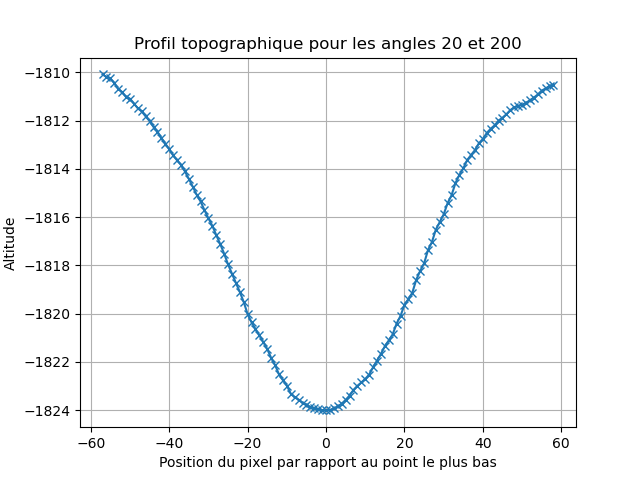 Profil topographique pour les angles 20 et 200
−1810
−1812
−1814
−1816
−1818
−1820
−1822
−1824
Altitude
−60 −40 −20 0 20 40 60
Position du pixel par rapport au point le plus bas